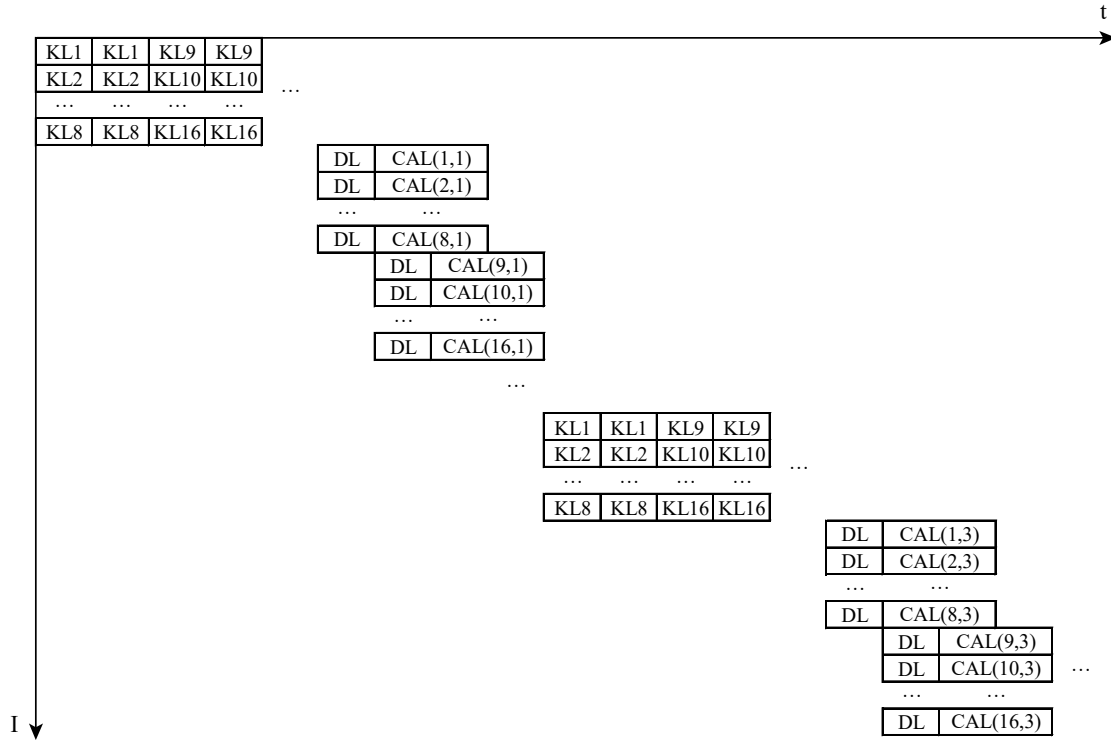 t
KL1 KL1 KL9 KL9
KL2 KL2 KL10 KL10
…
… … … …
KL8 KL8 KL16 KL16
DL CAL(1,1)
DL CAL(2,1)
… …
DL CAL(8,1)
DL CAL(9,1)
DL CAL(10,1)
… …
DL CAL(16,1)
…
KL1 KL1 KL9 KL9
KL2 KL2 KL10 KL10
…
… … … …
KL8 KL8 KL16 KL16
DL CAL(1,3)
DL CAL(2,3)
… …
DL CAL(8,3)
DL CAL(9,3)
DL CAL(10,3)
…
… …
DL CAL(16,3)
I